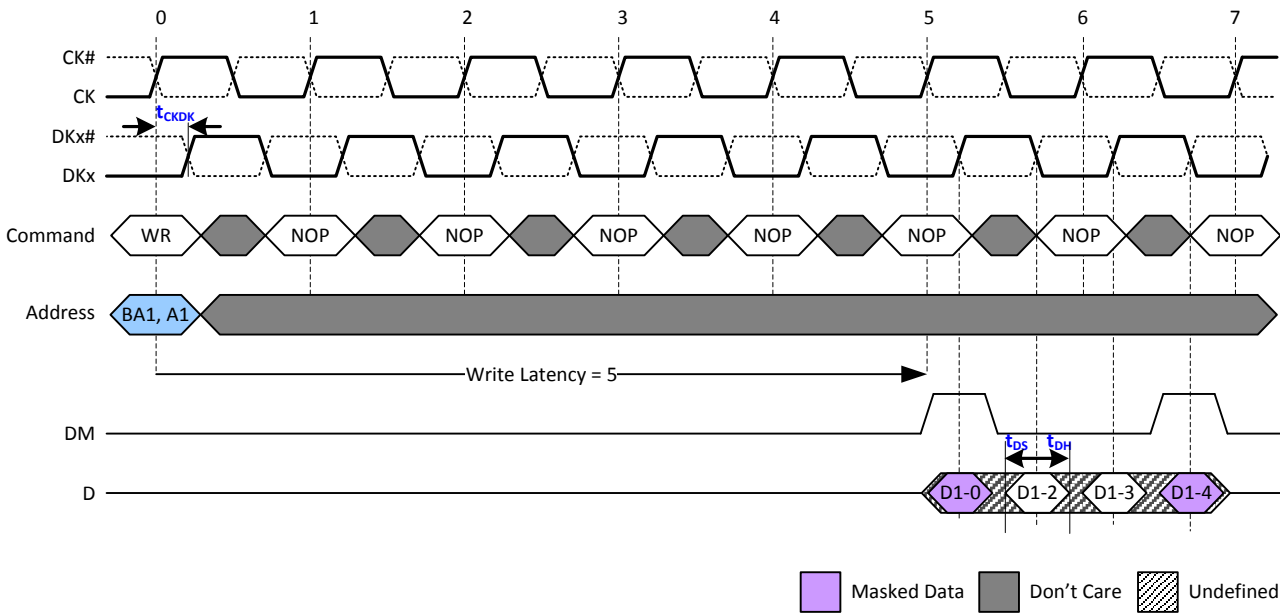 0 1 2 3 4 5 6 7
CK#
CK
tCKDK
DKx#
DKx
Command WR NOP NOP NOP NOP NOP NOP NOP
Address BA1, A1
Write Latency = 5
DM
tDS tDH
D D1-0 D1-2 D1-3 D1-4
Masked Data Don't Care Undefined